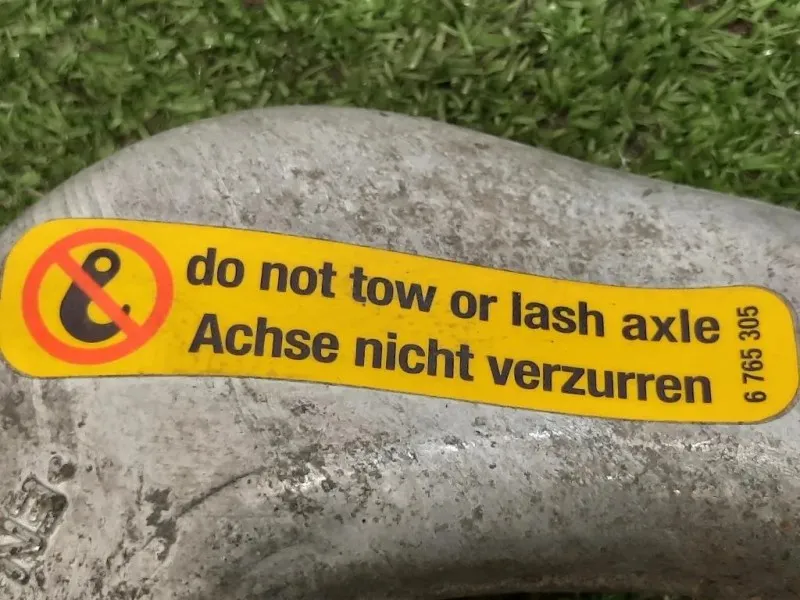 do not tow or lash axle
Achse nicht verzurren
6 765 305